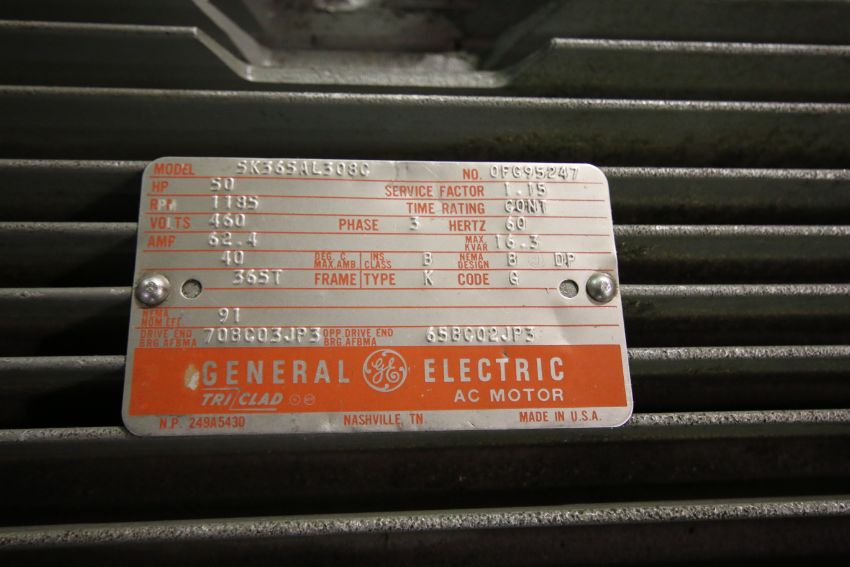 MODEL 5K365AL308C NO. OFG95247
HP 50 SERVICE FACTOR 1.15
RPM 1185 TIME RATING CONT
VOLTS 460 PHASE 3 HERTZ 60
AMP 62.4 MAX. KVAR 16.3
40 DEG. C MAX. AMB. INS CLASS B NEMA DESIGN B DP
365T FRAME TYPE K CODE G
NEMA NOM EFF 91
DRIVE END BRG. AFBMA 70BC03JP3 OPP DRIVE END BRG. AFBMA 65BC02JP3
GENERAL GE ELECTRIC
TRI CLAD AC MOTOR
N.P. 249A5430 NASHVILLE, TN. MADE IN U.S.A.